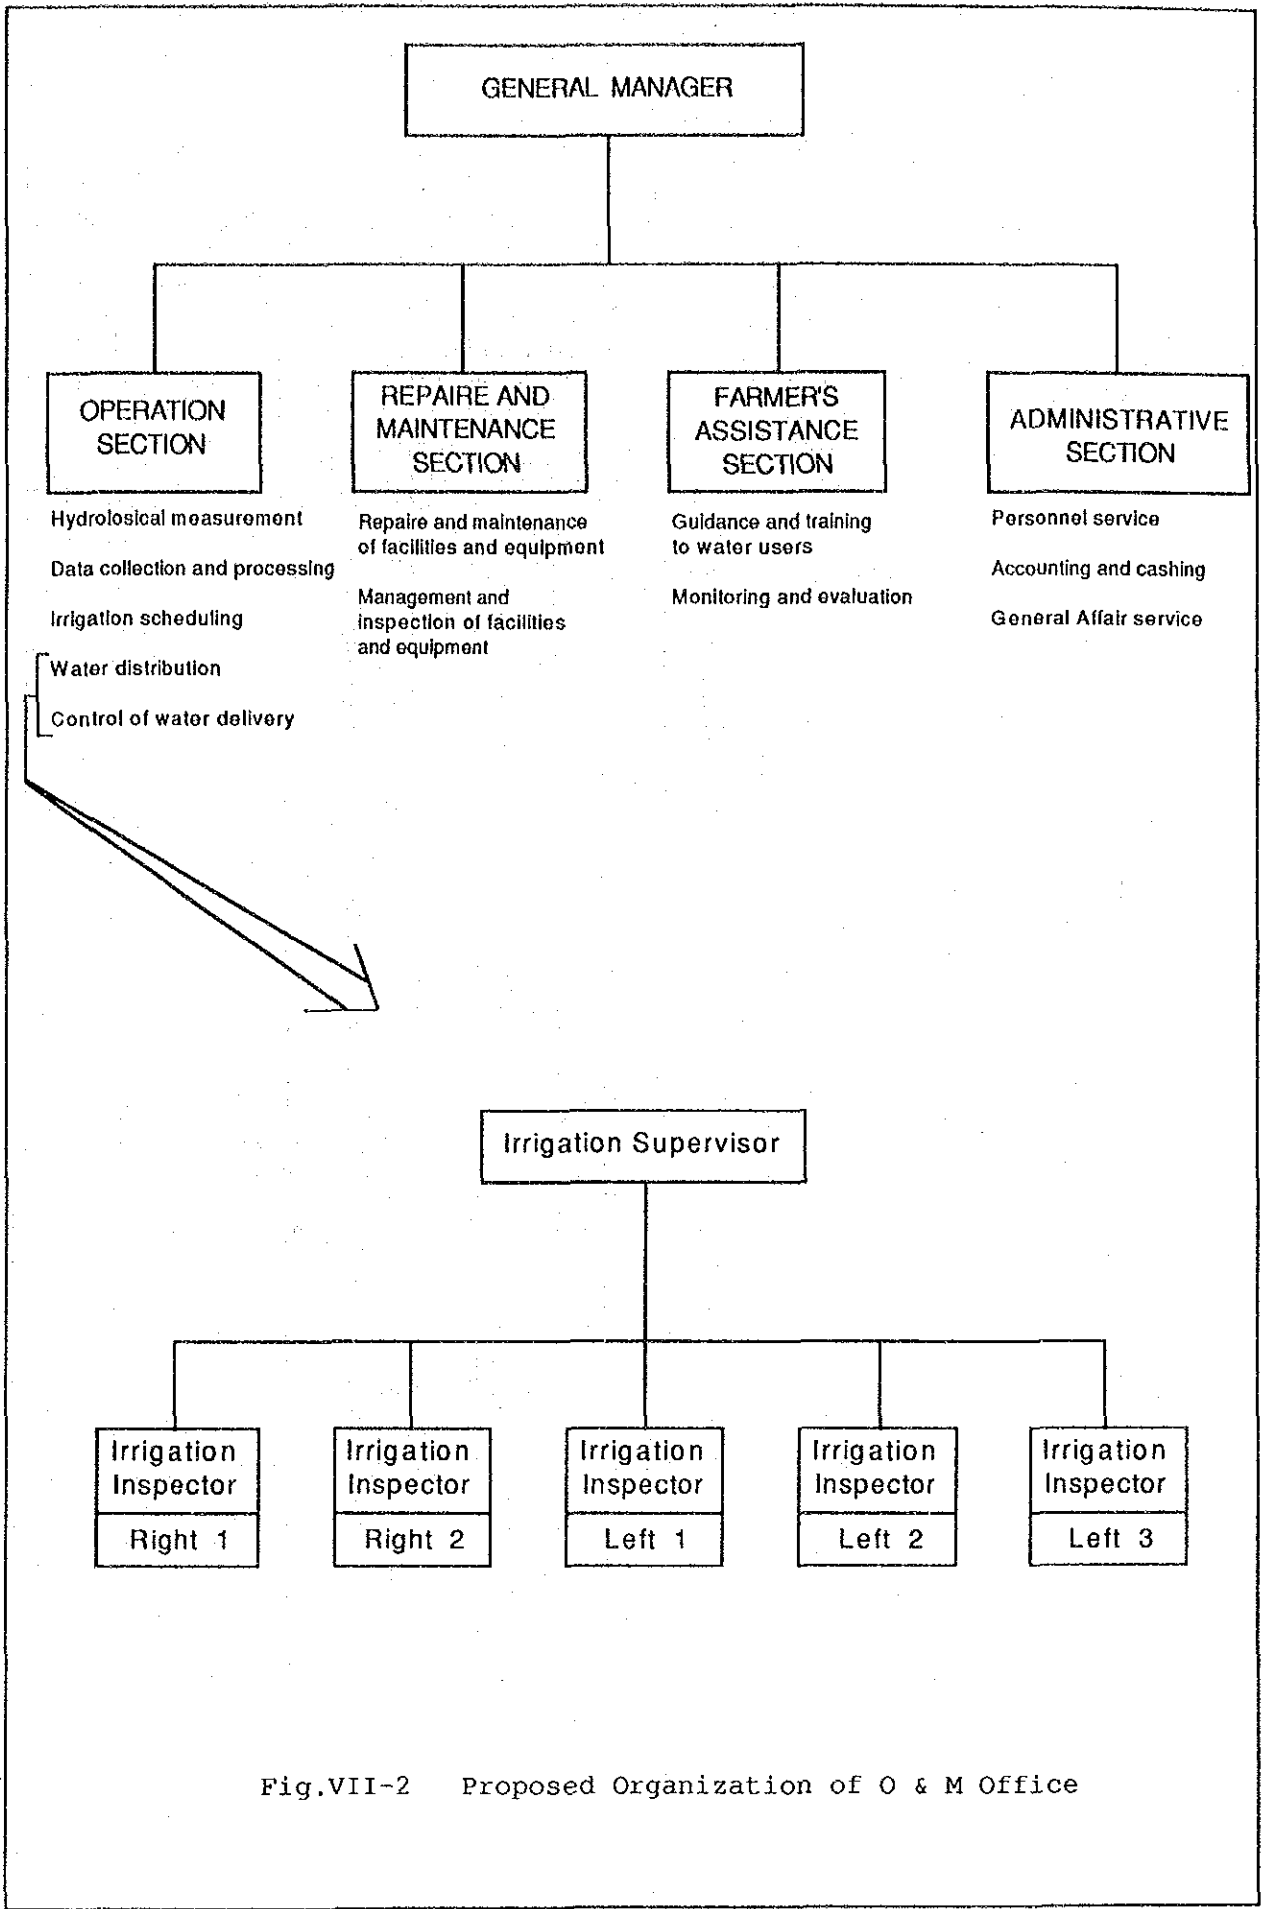 GENERAL MANAGER
OPERATION
SECTION
Hydrolosical measurement
Data collection and processing
Irrigation scheduling
Water distribution
Control of water delivery
REPAIRE AND
MAINTENANCE
SECTION
Repaire and maintenance
of facilities and equipment
Management and
inspection of facilities
and equipment
FARMER'S
ASSISTANCE
SECTION
Guidance and training
to water users
Monitoring and evaluation
ADMINISTRATIVE
SECTION
Personnel service
Accounting and cashing
General Affair service
Irrigation Supervisor
Irrigation
Inspector
Right 1
Irrigation
Inspector
Right 2
Irrigation
Inspector
Left 1
Irrigation
Inspector
Left 2
Irrigation
Inspector
Left 3
Fig.VII-2 Proposed Organization of O & M Office